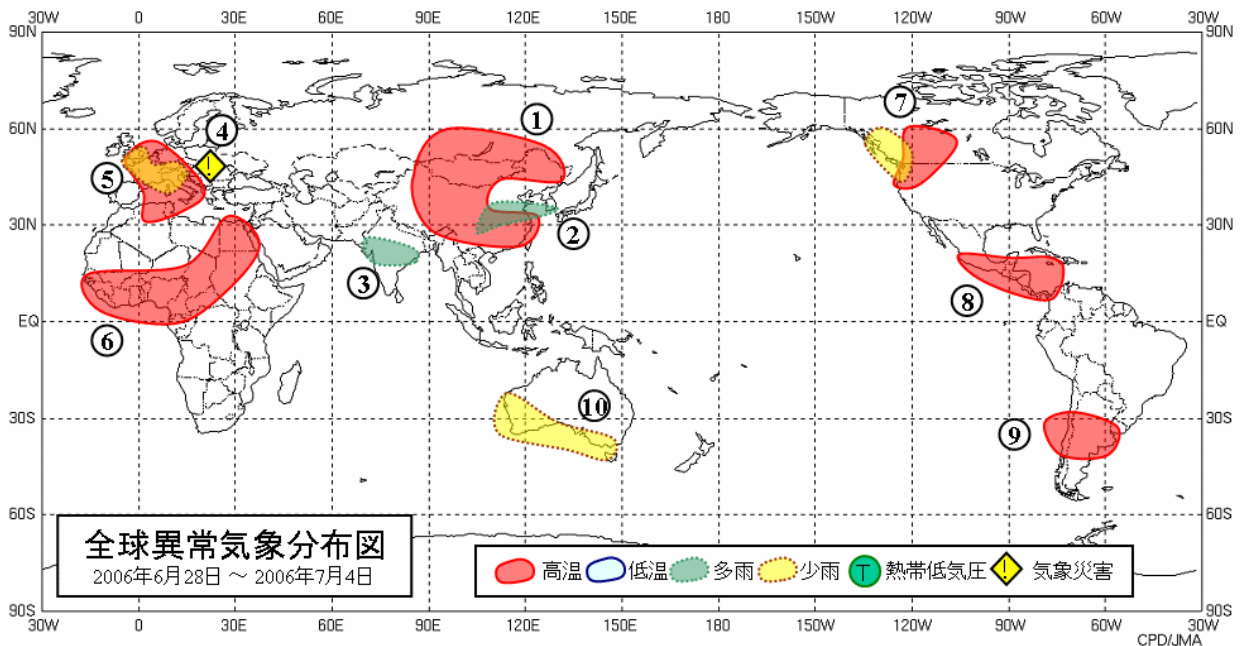 30W 0 30E 60E 90E 120E 150E 180 150W 120W 90W 60W 30W
90N 90N
⑦
①
④
60N 60N
⑤
30N 30N
②
③
⑧
EQ EQ
⑥
⑩
30S 30S
⑨
60S 60S
全球異常気象分布図
2006年6月28日 ～ 2006年7月4日
高温 低温 多雨 少雨 T 熱帯低気圧 ! 気象災害
90S 90S
30W 0 30E 60E 90E 120E 150E 180 150W 120W 90W 60W 30W
CPD/JMA